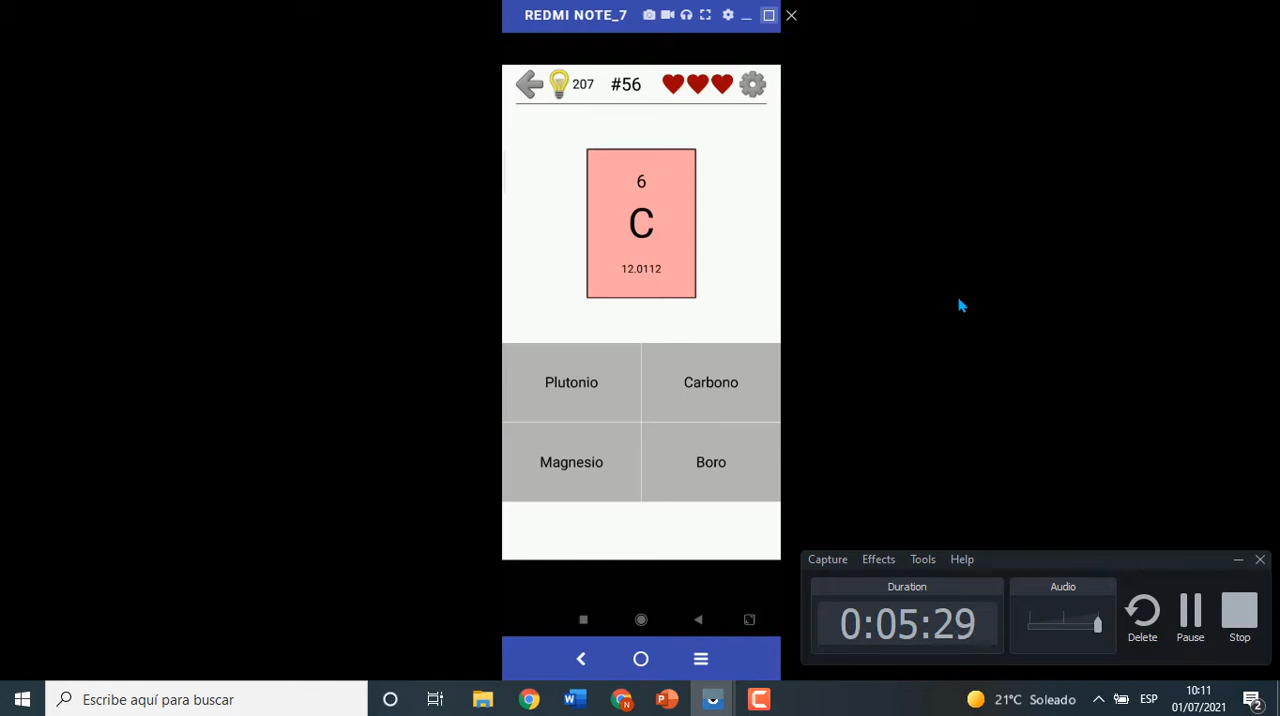 REDMI NOTE_7
207
#56
6
C
12.0112
Plutonio
Carbono
Magnesio
Boro
Capture
Effects
Tools
Help
Duration
Audio
0:05:29
Delete
Pause
Stop
Escribe aquí para buscar
21°C Soleado
ESP
10:11
01/07/2021
2